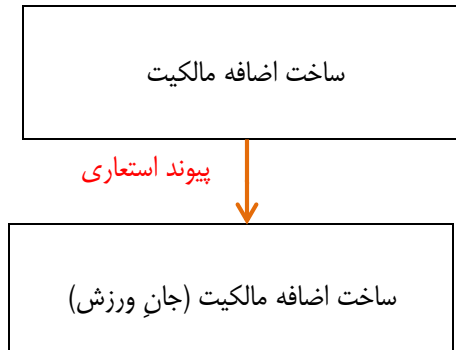 ساخت اضافه مالکیت
پیوند استعاری
ساخت اضافه مالکیت (جانِ ورزش)